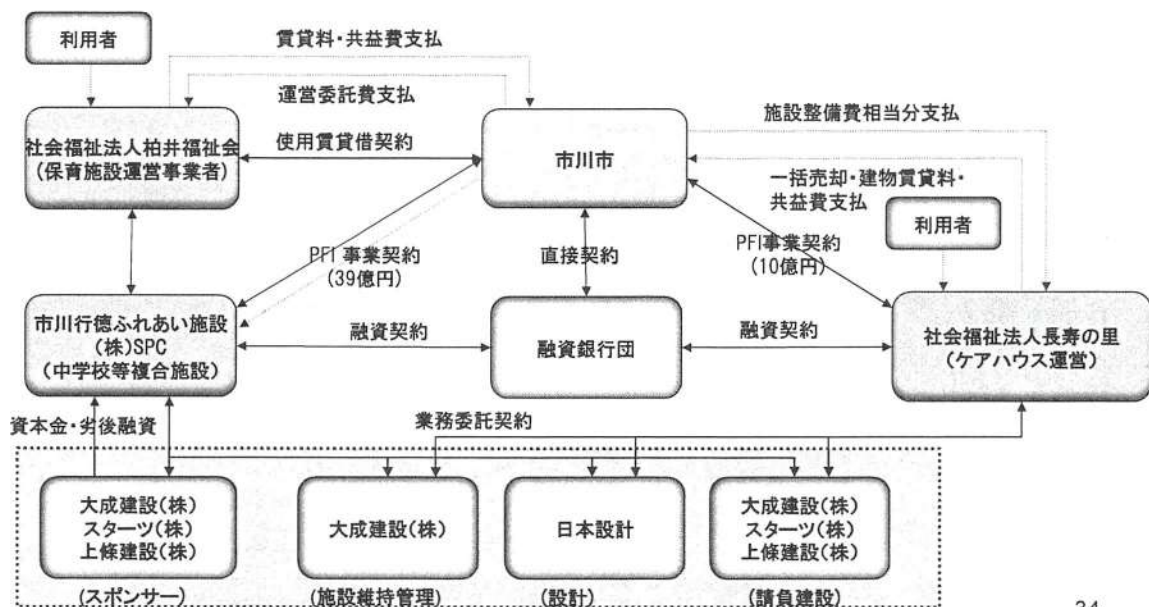 利用者
賃貸料・共益費支払
運営委託費支払
社会福祉法人柏井福祉会
(保育施設運営事業者)
使用賃貸借契約
市川市
施設整備費相当分支払
一括売却・建物賃貸料・
共益費支払
利用者
PFI 事業契約
(39億円)
直接契約
PFI事業契約
(10億円)
市川行徳ふれあい施設
(株)SPC
(中学校等複合施設)
融資契約
融資銀行団
融資契約
社会福祉法人長寿の里
(ケアハウス運営)
資本金・劣後融資
業務委託契約
大成建設(株)
スターツ(株)
上條建設(株)
大成建設(株)
日本設計
大成建設(株)
スターツ(株)
上條建設(株)
(スポンサー)
(施設維持管理)
(設計)
(請負建設)